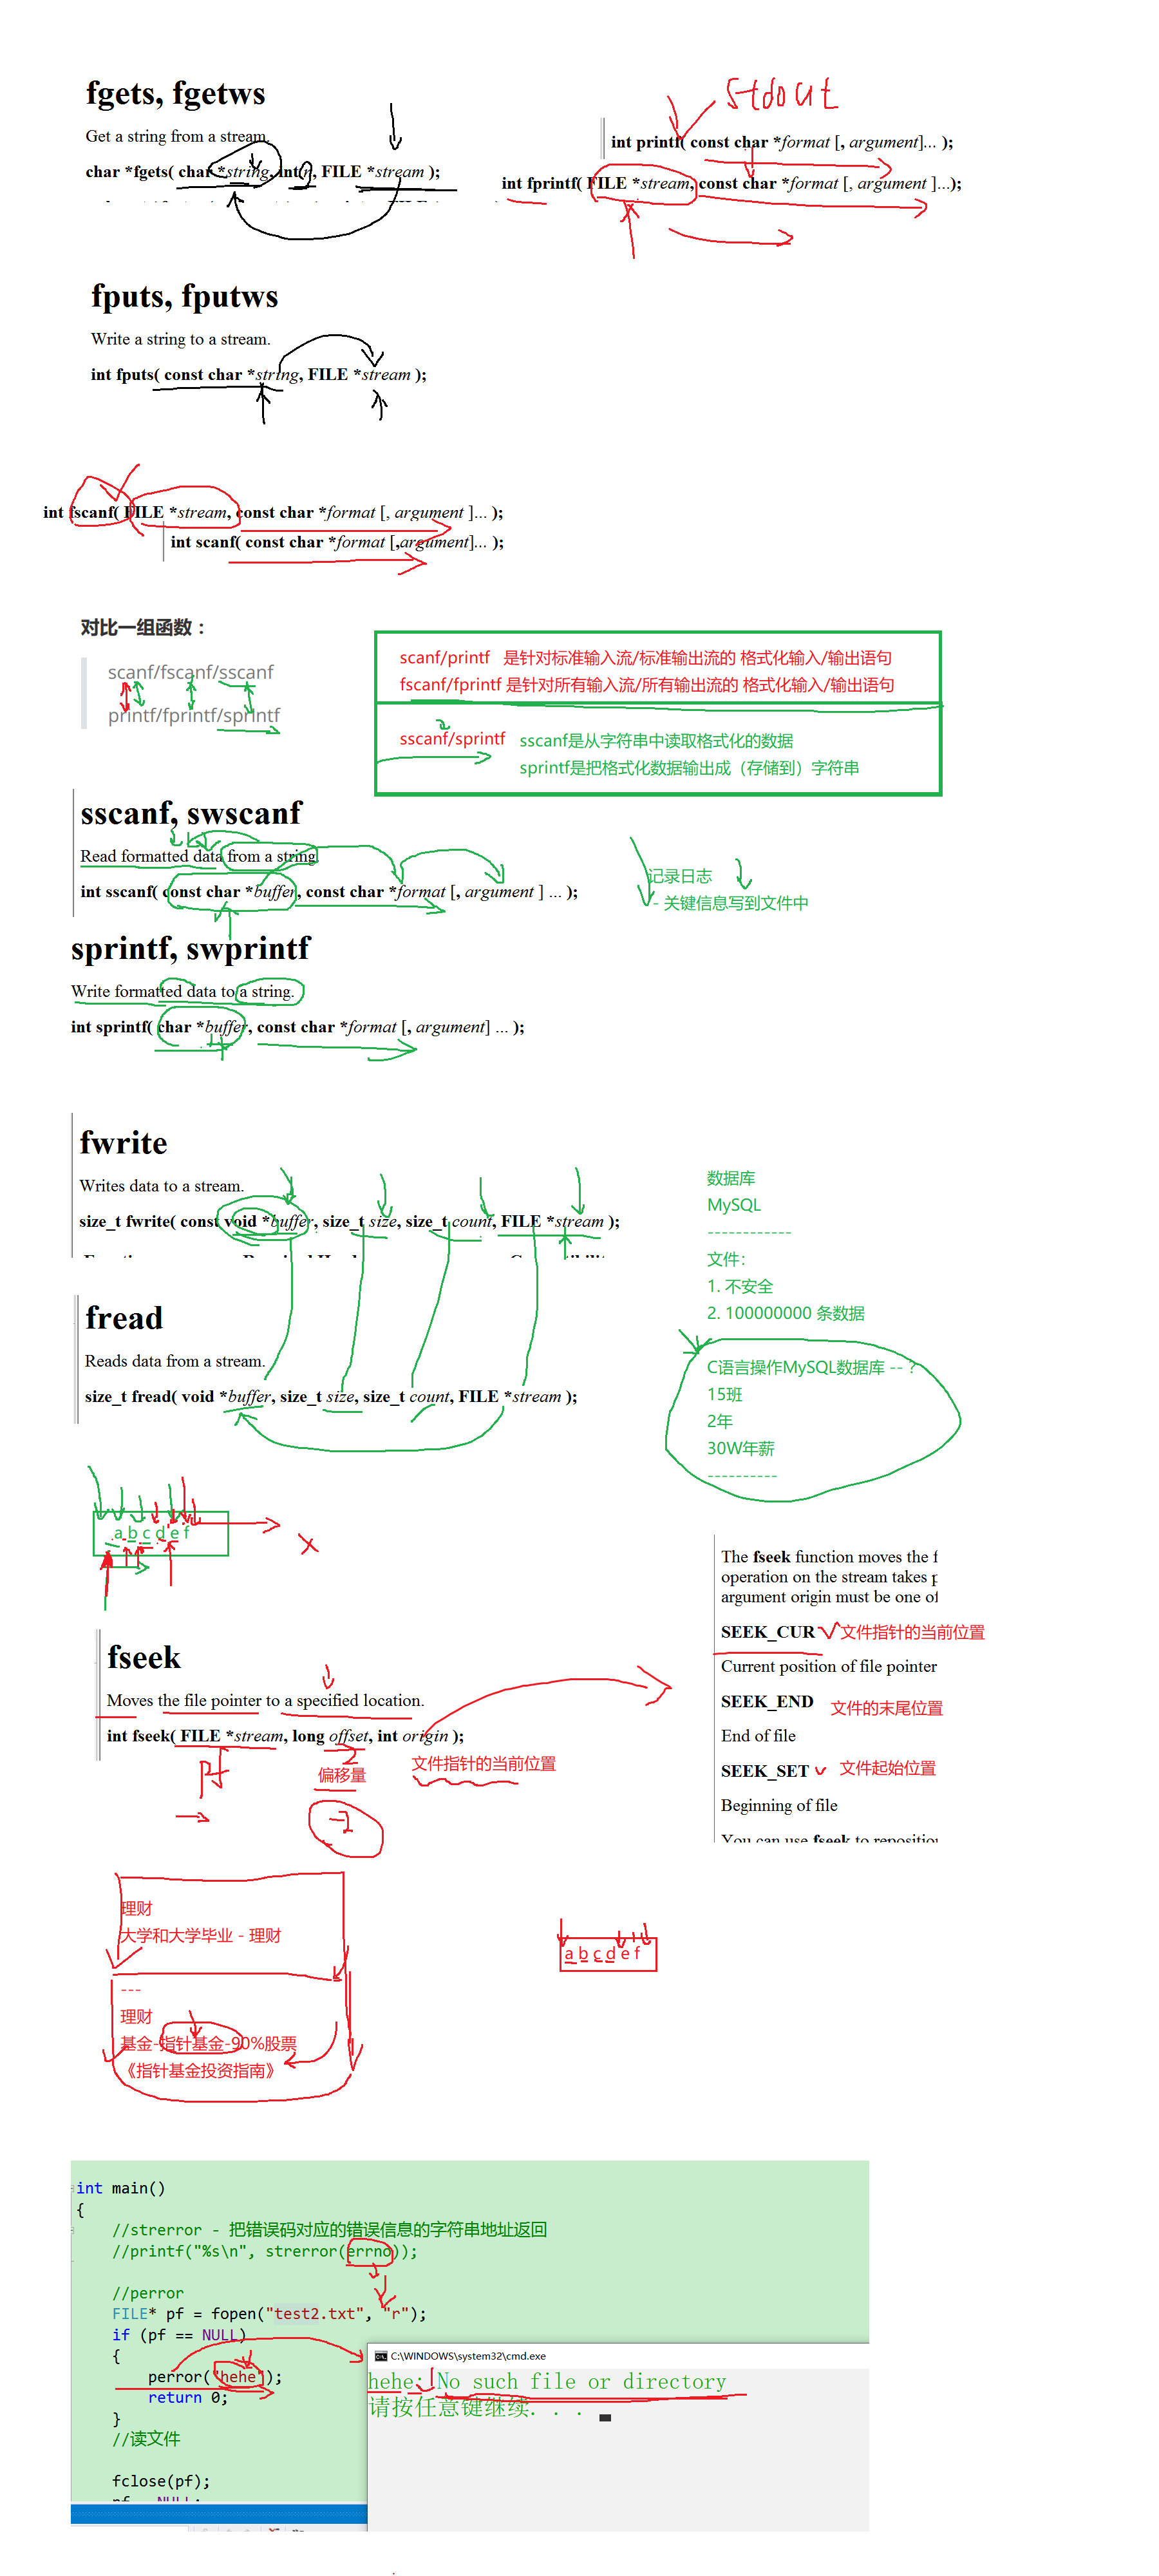 fgets, fgetws
Get a string from a stream.
char *fgets( char *string, int n, FILE *stream );
stdout
int printf( const char *format [, argument]... );
int fprintf( FILE *stream, const char *format [, argument ]...);
fputs, fputws
Write a string to a stream.
int fputs( const char *string, FILE *stream );
int fscanf( FILE *stream, const char *format [, argument ]... );
int scanf( const char *format [,argument]... );
对比一组函数：
scanf/fscanf/sscanf
printf/fprintf/sprintf
scanf/printf 是针对标准输入流/标准输出流的 格式化输入/输出语句
fscanf/fprintf 是针对所有输入流/所有输出流的 格式化输入/输出语句
sscanf/sprintf sscanf是从字符串中读取格式化的数据
sprintf是把格式化数据输出成（存储到）字符串
sscanf, swscanf
Read formatted data from a string.
int sscanf( const char *buffer, const char *format [, argument ] ... );
记录日志
- 关键信息写到文件中
sprintf, swprintf
Write formatted data to a string.
int sprintf( char *buffer, const char *format [, argument] ... );
fwrite
Writes data to a stream.
size_t fwrite( const void *buffer, size_t size, size_t count, FILE *stream );
数据库
MySQL
------------
文件：
1. 不安全
2. 100000000 条数据
fread
Reads data from a stream.
size_t fread( void *buffer, size_t size, size_t count, FILE *stream );
C语言操作MySQL数据库 -- ?
15班
2年
30W年薪
----------
a b c d e f
The fseek function moves the f
operation on the stream takes p
argument origin must be one of
SEEK_CUR 文件指针的当前位置
Current position of file pointer
SEEK_END 文件的末尾位置
End of file
SEEK_SET 文件起始位置
Beginning of file
You can use fseek to reposition
fseek
Moves the file pointer to a specified location.
int fseek( FILE *stream, long offset, int origin );
pf
2
偏移量
文件指针的当前位置
理财
大学和大学毕业 - 理财
---
理财
基金-指针基金-90%股票
《指针基金投资指南》
a b c d e f
int main()
{
//strerror - 把错误码对应的错误信息的字符串地址返回
//printf("%s\n", strerror(errno));
//perror
FILE* pf = fopen("test2.txt", "r");
if (pf == NULL)
{
perror("hehe");
return 0;
}
//读文件
fclose(pf);
pf = NULL;
C:\WINDOWS\system32\cmd.exe
hehe: No such file or directory
请按任意键继续. . .